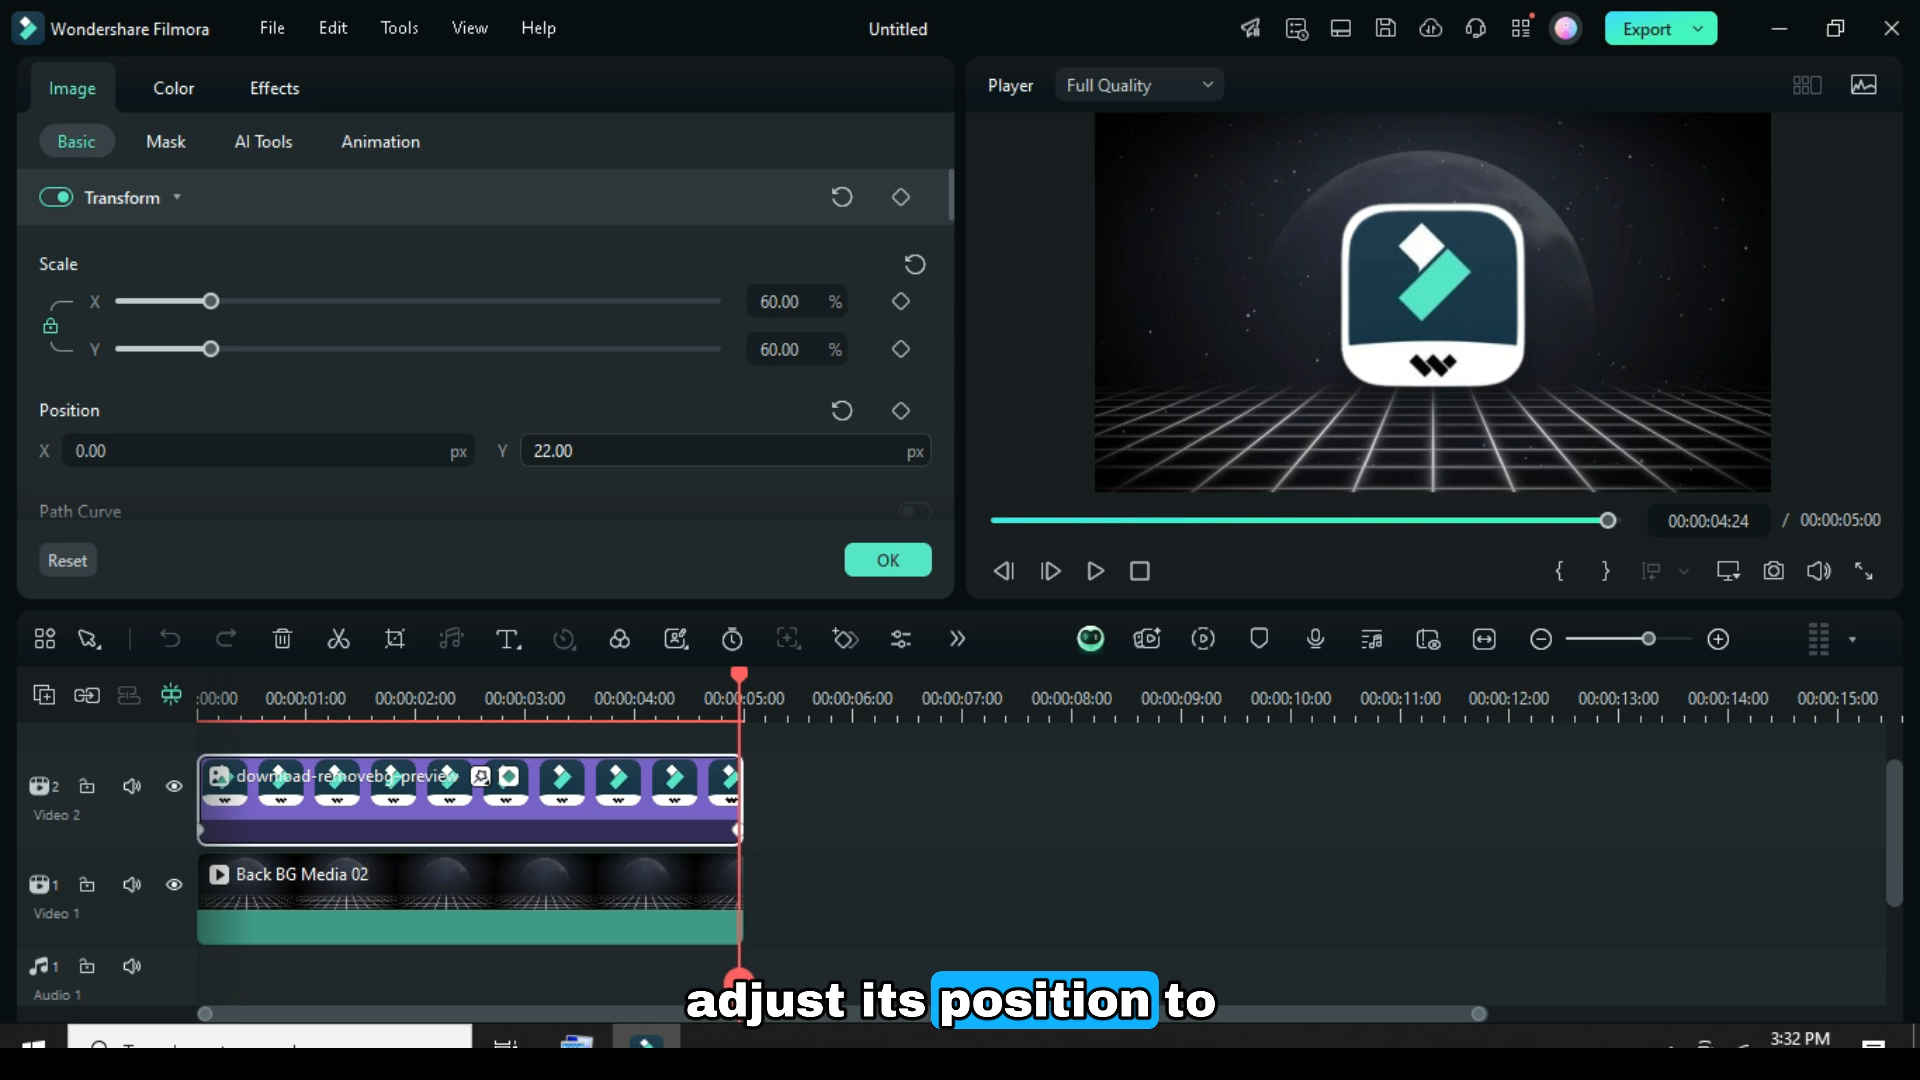 Wondershare Filmora
File
Edit
Tools
View
Help
Untitled
Export
Image
Color
Effects
Player
Full Quality
Basic
Mask
AI Tools
Animation
Transform
Scale
X
60.00 %
Y
60.00 %
Position
X 0.00 px
Y 22.00 px
Path Curve
Reset
OK
00:00:04:24 / 00:00:05:00
:00:00 00:00:01:00 00:00:02:00 00:00:03:00 00:00:04:00 00:00:05:00 00:00:06:00 00:00:07:00 00:00:08:00 00:00:09:00 00:00:10:00 00:00:11:00 00:00:12:00 00:00:13:00 00:00:14:00 00:00:15:00
2
download-removebg-preview
Video 2
1
Back BG Media 02
Video 1
1
Audio 1
adjust its position to
3:32 PM